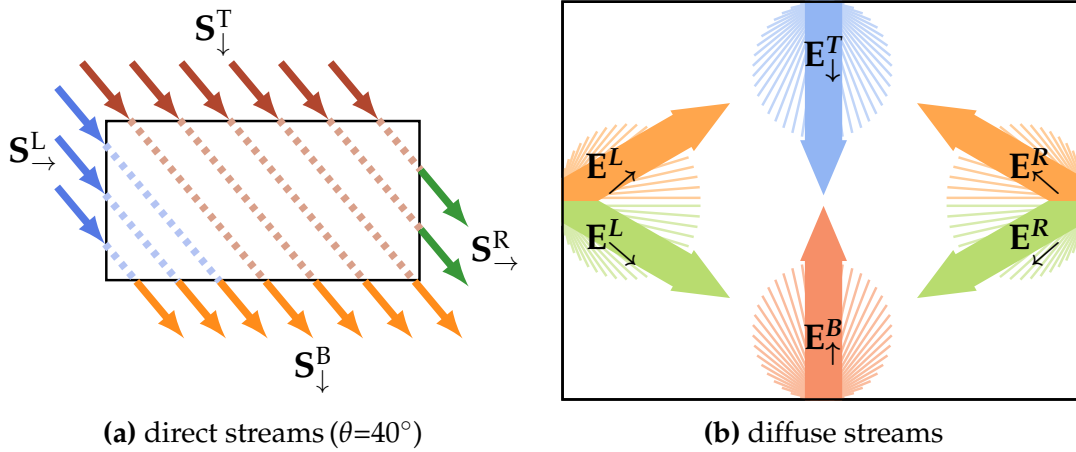 S↓ᵀ
S→ᴸ
S→ᴿ
S↓ᴮ
(a) direct streams (θ=40°)
E↓ᵀ
E↗ᴸ
E↖ᴿ
E↘ᴸ
E↙ᴿ
E↑ᴮ
(b) diffuse streams